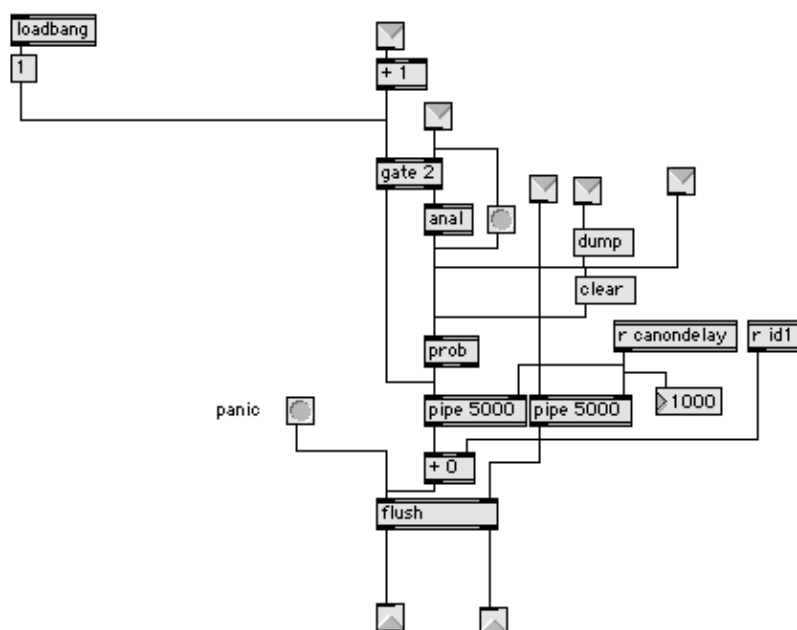 loadbang
1
+ 1
gate 2
anal
dump
clear
prob
r canondelay
r id1
panic
pipe 5000
pipe 5000
1000
+ 0
flush